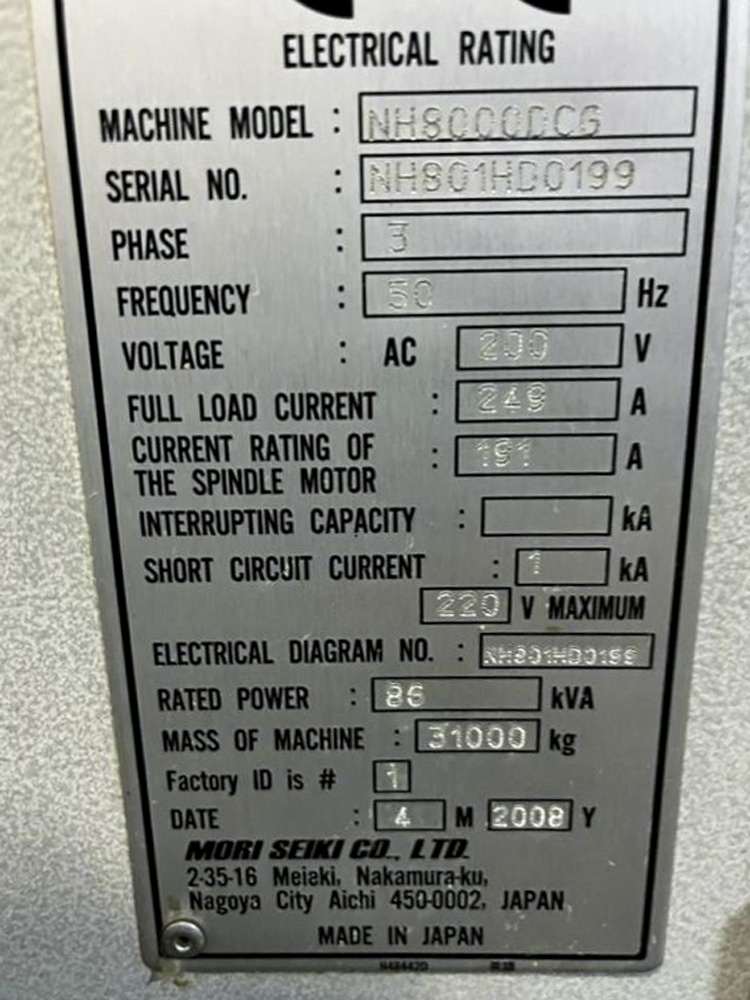 ELECTRICAL RATING
MACHINE MODEL : NH8000DCG
SERIAL NO. : NH801HD0199
PHASE : 3
FREQUENCY : 50 Hz
VOLTAGE : AC 200 V
FULL LOAD CURRENT : 249 A
CURRENT RATING OF
THE SPINDLE MOTOR : 191 A
INTERRUPTING CAPACITY : kA
SHORT CIRCUIT CURRENT : 1 kA
220 V MAXIMUM
ELECTRICAL DIAGRAM NO. : NH801HD0199
RATED POWER : 86 kVA
MASS OF MACHINE : 31000 kg
Factory ID is # 1
DATE : 4 M 2008 Y
MORI SEIKI CO., LTD.
2-35-16 Meieki, Nakamura-ku,
Nagoya City Aichi 450-0002, JAPAN
MADE IN JAPAN